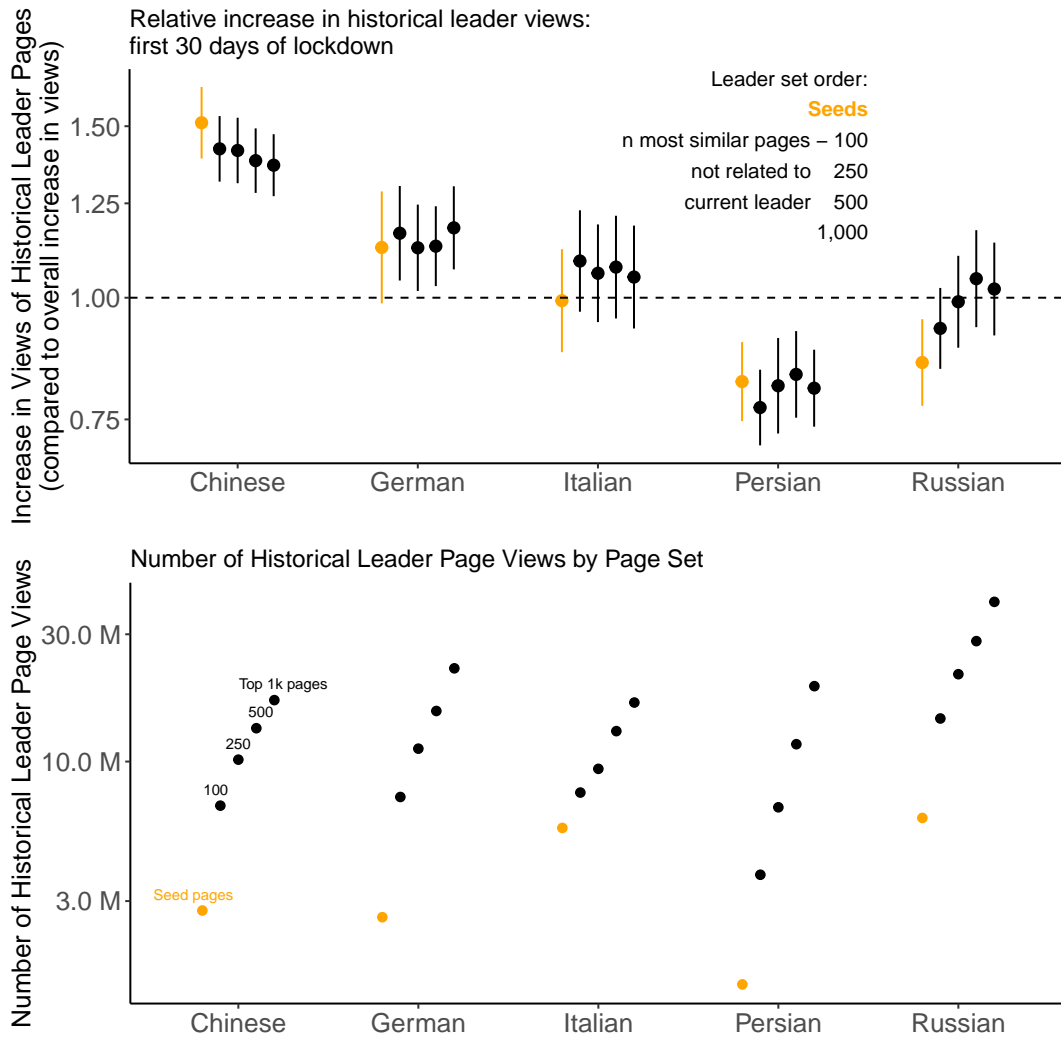 Relative increase in historical leader views:
first 30 days of lockdown
Increase in Views of Historical Leader Pages
(compared to overall increase in views)
1.50
1.25
1.00
0.75
Leader set order:
Seeds
n most similar pages – 100
not related to 250
current leader 500
1,000
Chinese German Italian Persian Russian
Number of Historical Leader Page Views by Page Set
Number of Historical Leader Page Views
30.0 M
10.0 M
3.0 M
Top 1k pages
500
250
100
Seed pages
Chinese German Italian Persian Russian